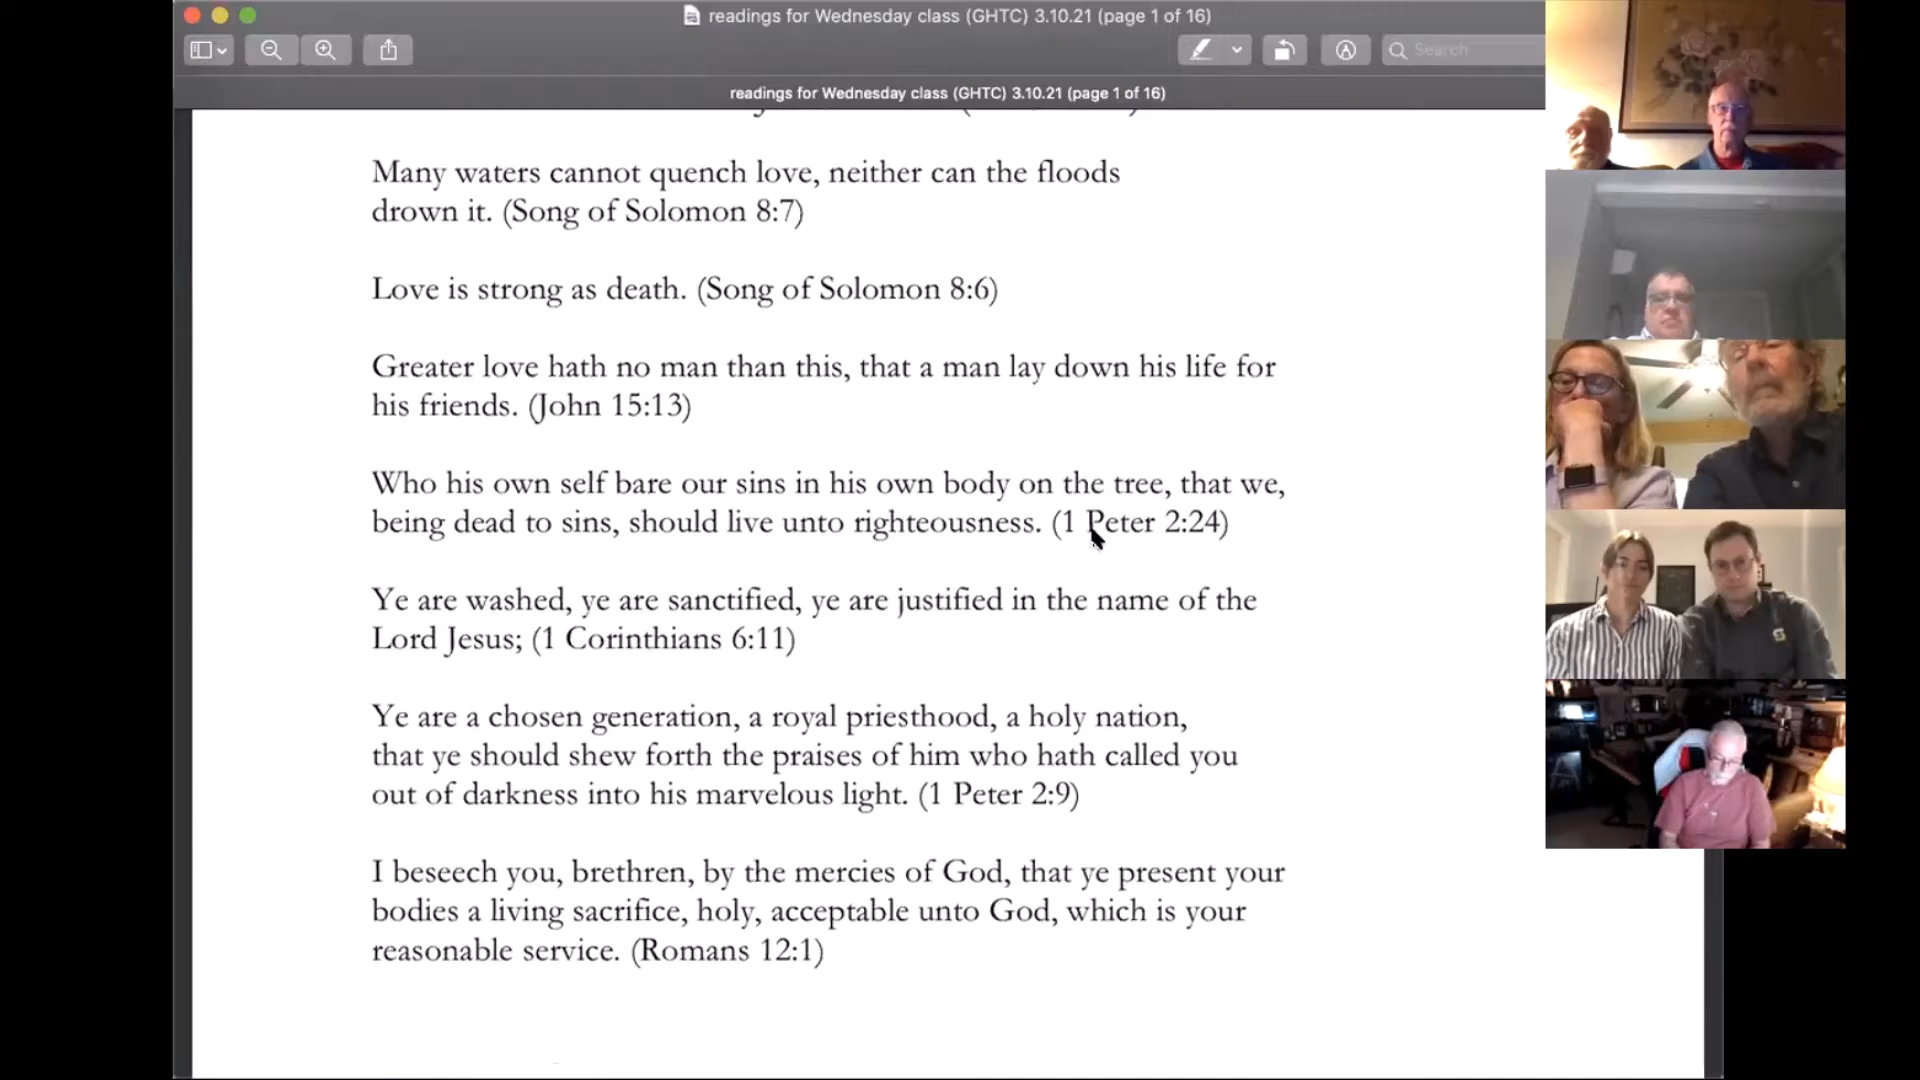 readings for Wednesday class (GHTC) 3.10.21 (page 1 of 16)
Search
readings for Wednesday class (GHTC) 3.10.21 (page 1 of 16)
Many waters cannot quench love, neither can the floods
drown it. (Song of Solomon 8:7)
Love is strong as death. (Song of Solomon 8:6)
Greater love hath no man than this, that a man lay down his life for
his friends. (John 15:13)
Who his own self bare our sins in his own body on the tree, that we,
being dead to sins, should live unto righteousness. (1 Peter 2:24)
Ye are washed, ye are sanctified, ye are justified in the name of the
Lord Jesus; (1 Corinthians 6:11)
Ye are a chosen generation, a royal priesthood, a holy nation,
that ye should shew forth the praises of him who hath called you
out of darkness into his marvelous light. (1 Peter 2:9)
I beseech you, brethren, by the mercies of God, that ye present your
bodies a living sacrifice, holy, acceptable unto God, which is your
reasonable service. (Romans 12:1)